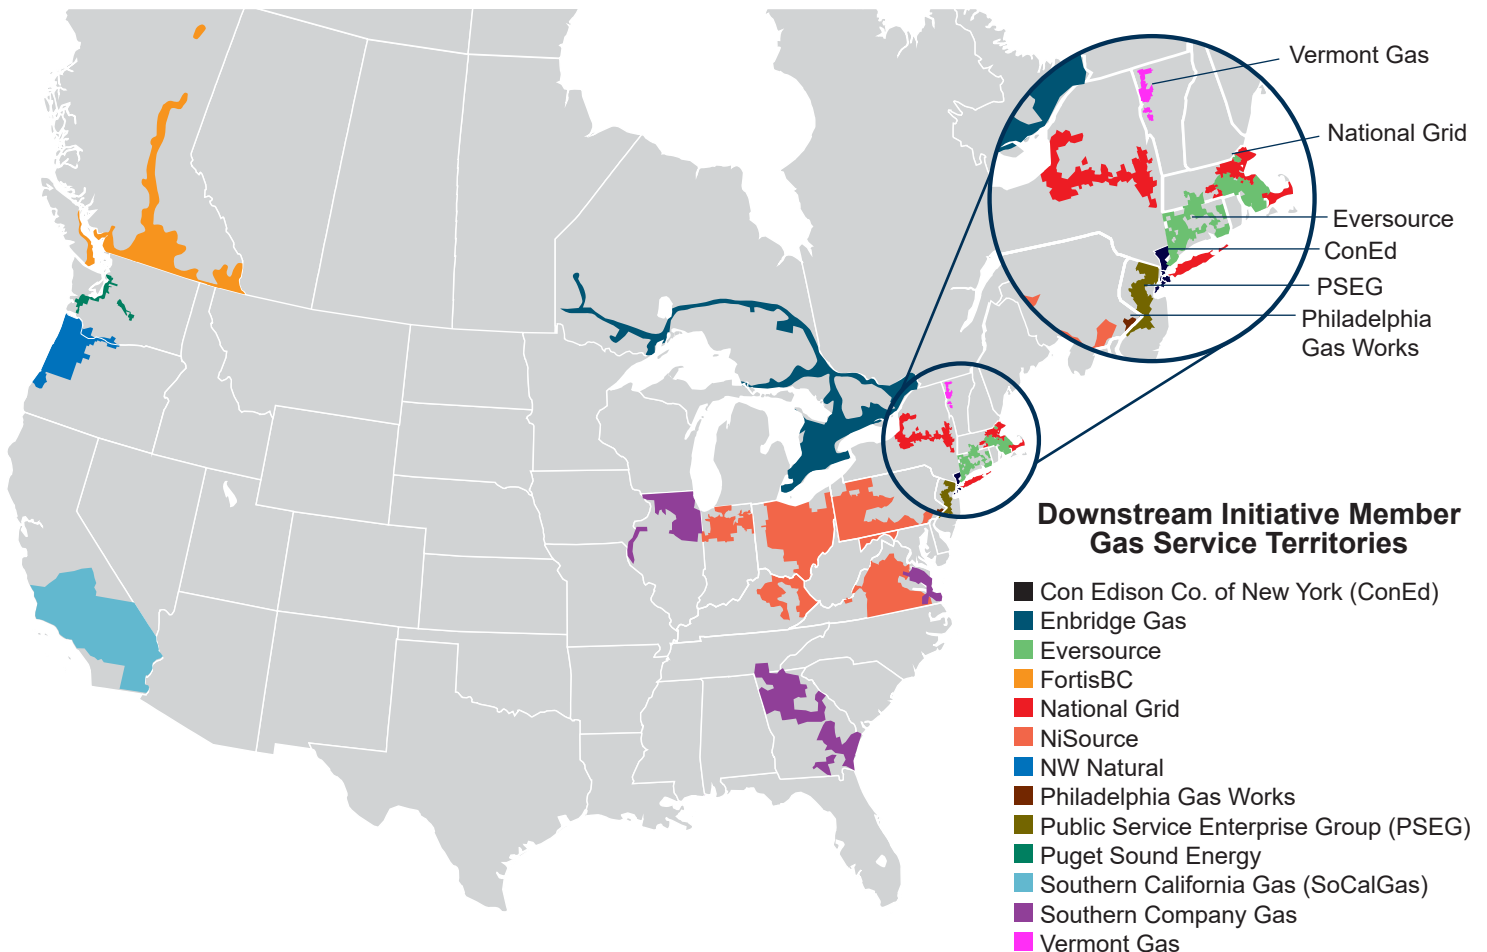 Vermont Gas
National Grid
Eversource
ConEd
PSEG
Philadelphia
Gas Works
Downstream Initiative Member
Gas Service Territories
Con Edison Co. of New York (ConEd)
Enbridge Gas
Eversource
FortisBC
National Grid
NiSource
NW Natural
Philadelphia Gas Works
Public Service Enterprise Group (PSEG)
Puget Sound Energy
Southern California Gas (SoCalGas)
Southern Company Gas
Vermont Gas